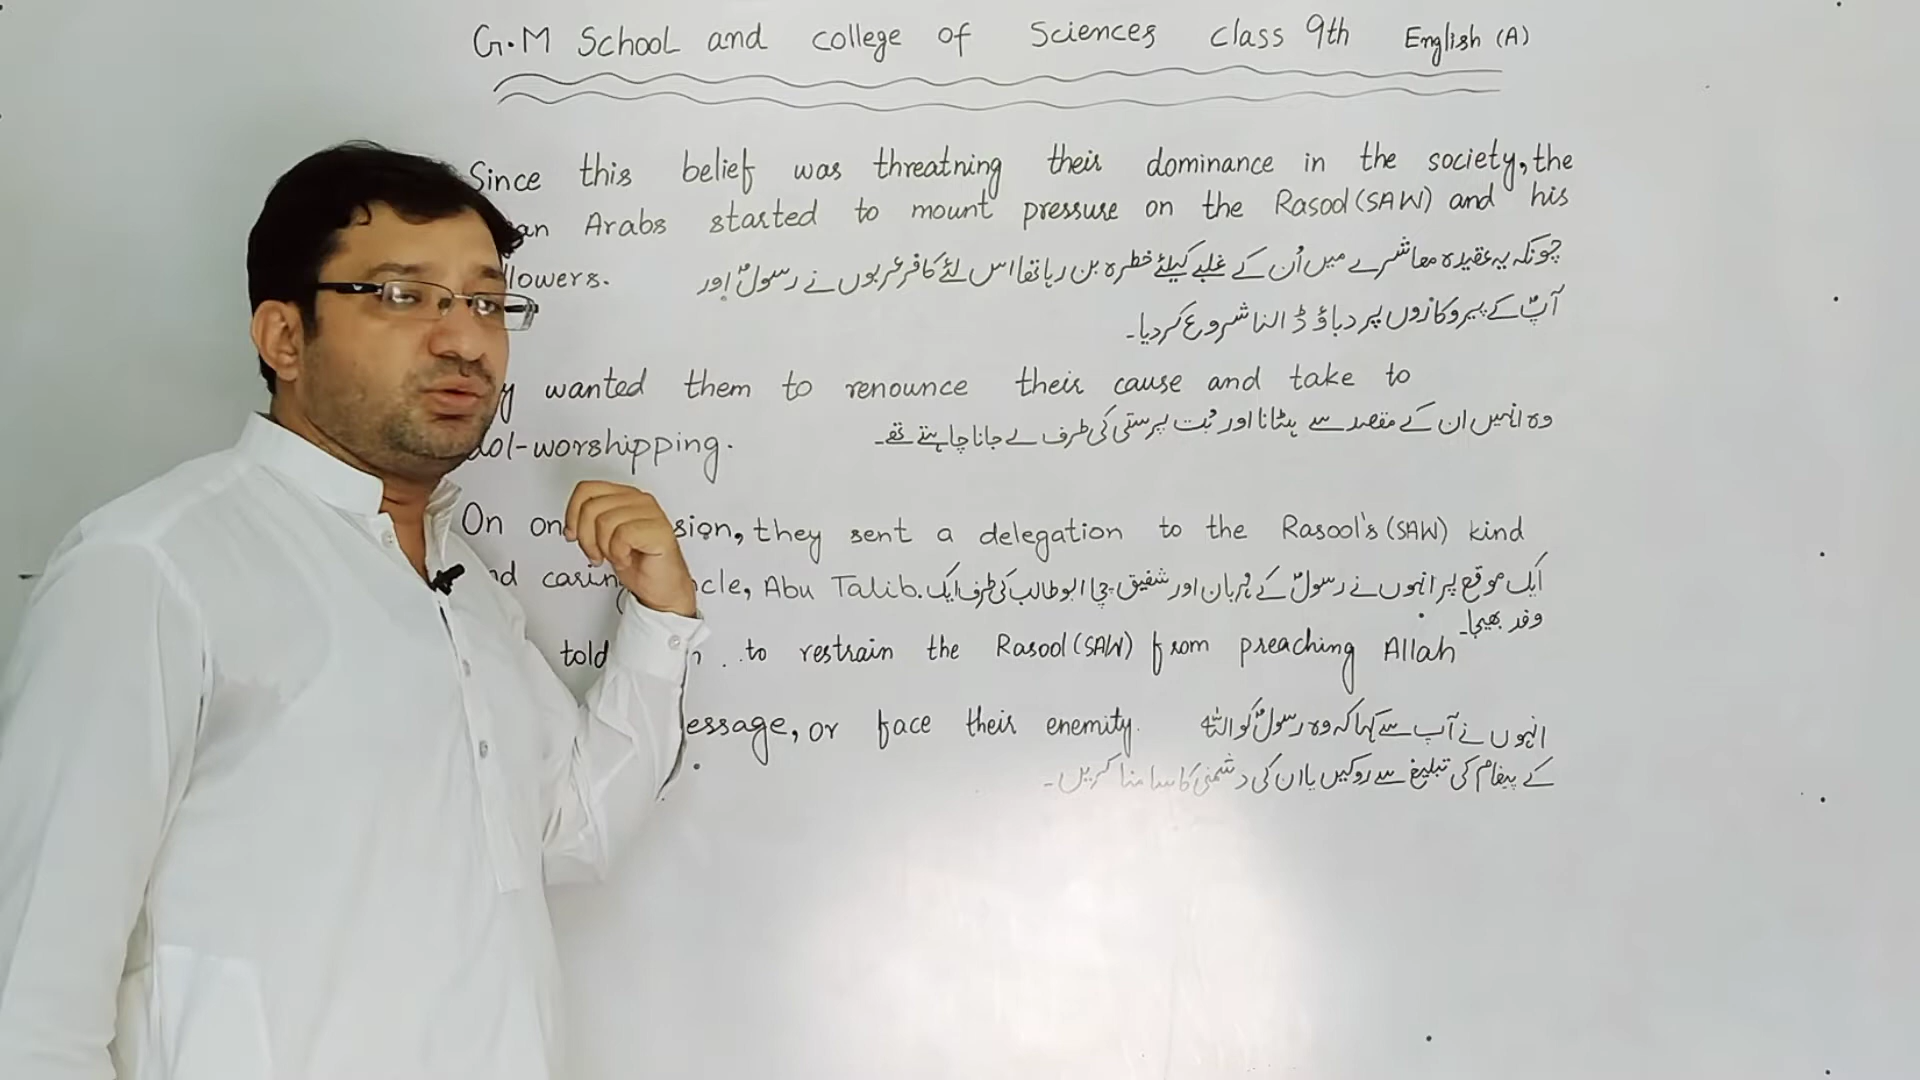 G.M School and college of Sciences class 9th English (A)
Since this belief was threatning their dominance in the society, the
Arabs started to mount pressure on the Rasool (SAW) and his
چونکہ یہ عقیدہ معاشرے میں اُن کے غلبے کیلئے خطرہ بن رہا تھا اس لئے کافر عربوں نے رسولؐ اور
آپؐ کے پیروکاروں پر دباؤ ڈالنا شروع کر دیا۔
wanted them to renounce their cause and take to
-worshipping.
وہ انہیں ان کے مقصد سے ہٹانا اور بُت پرستی کی طرف لے جانا چاہتے تھے۔
On they sent a delegation to the Rasool's (SAW) kind
Abu Talib.
ایک موقع پر انہوں نے رسولؐ کے مہربان اور شفیق چچا ابو طالب کی طرف ایک
وفد بھیجا۔
told to restrain the Rasool (SAW) from preaching Allah
or face their enemity.
انہوں نے آپ سے کہا کہ وہ رسولؐ کو اللہ
کے پیغام کی تبلیغ سے روکیں یا ان کی دشمنی کا سامنا کریں۔